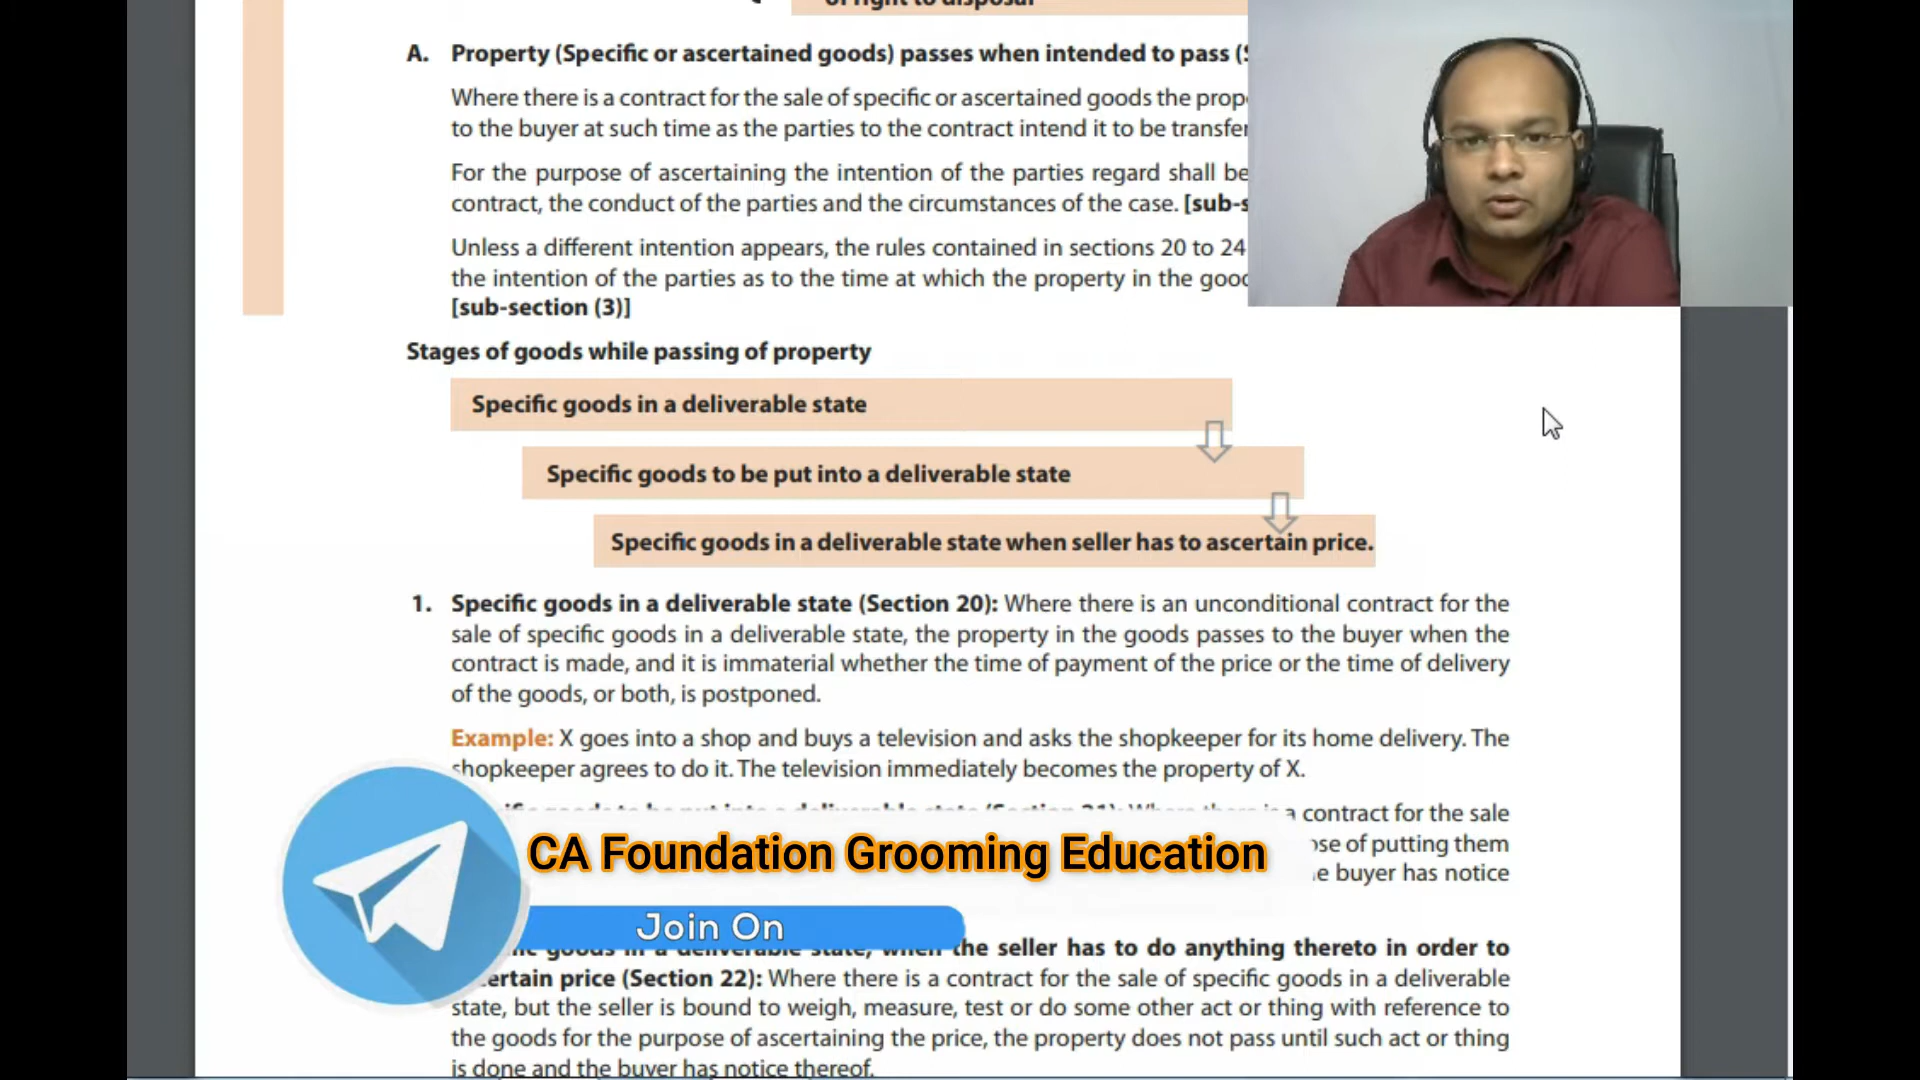 of right to disposal
A. Property (Specific or ascertained goods) passes when intended to pass (
Where there is a contract for the sale of specific or ascertained goods the
to the buyer at such time as the parties to the contract intend it to be
For the purpose of ascertaining the intention of the parties regard shall be
contract, the conduct of the parties and the circumstances of the case. [sub-
Unless a different intention appears, the rules contained in sections 20 to 24
the intention of the parties as to the time at which the property in the
[sub-section (3)]
Stages of goods while passing of property
Specific goods in a deliverable state
Specific goods to be put into a deliverable state
Specific goods in a deliverable state when seller has to ascertain price.
1. Specific goods in a deliverable state (Section 20): Where there is an unconditional contract for the
sale of specific goods in a deliverable state, the property in the goods passes to the buyer when the
contract is made, and it is immaterial whether the time of payment of the price or the time of delivery
of the goods, or both, is postponed.
Example: X goes into a shop and buys a television and asks the shopkeeper for its home delivery. The
shopkeeper agrees to do it. The television immediately becomes the property of X.
a contract for the sale
of putting them
buyer has notice
CA Foundation Grooming Education
Join On
the seller has to do anything thereto in order to
price (Section 22): Where there is a contract for the sale of specific goods in a deliverable
state, but the seller is bound to weigh, measure, test or do some other act or thing with reference to
the goods for the purpose of ascertaining the price, the property does not pass until such act or thing
is done and the buyer has notice thereof.